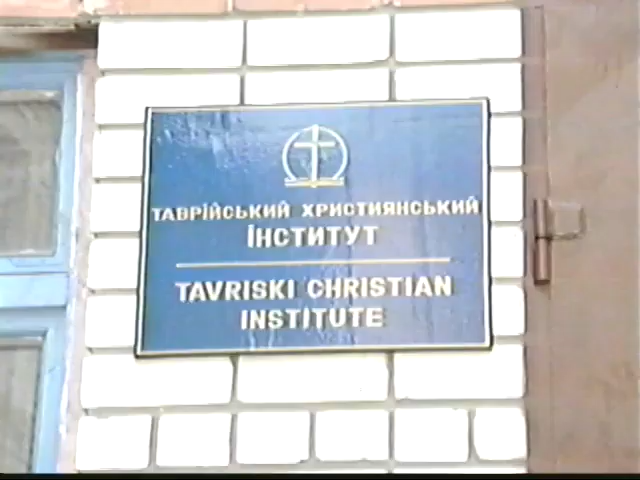 ТАВРІЙСЬКИЙ ХРИСТИЯНСЬКИЙ
ІНСТИТУТ
TAVRISKI CHRISTIAN
INSTITUTE